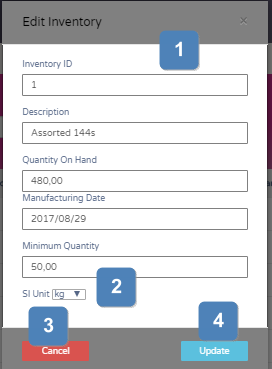 Edit Inventory ×
1
Inventory ID
1
Description
Assorted 144s
Quantity On Hand
480,00
Manufacturing Date
2017/08/29
Minimum Quantity
50,00
SI Unit kg ▼
2
3
4
Cancel Update